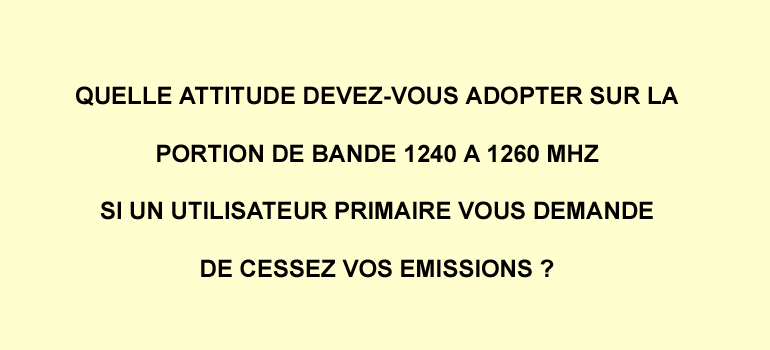 QUELLE ATTITUDE DEVEZ-VOUS ADOPTER SUR LA
PORTION DE BANDE 1240 A 1260 MHZ
SI UN UTILISATEUR PRIMAIRE VOUS DEMANDE
DE CESSEZ VOS EMISSIONS ?